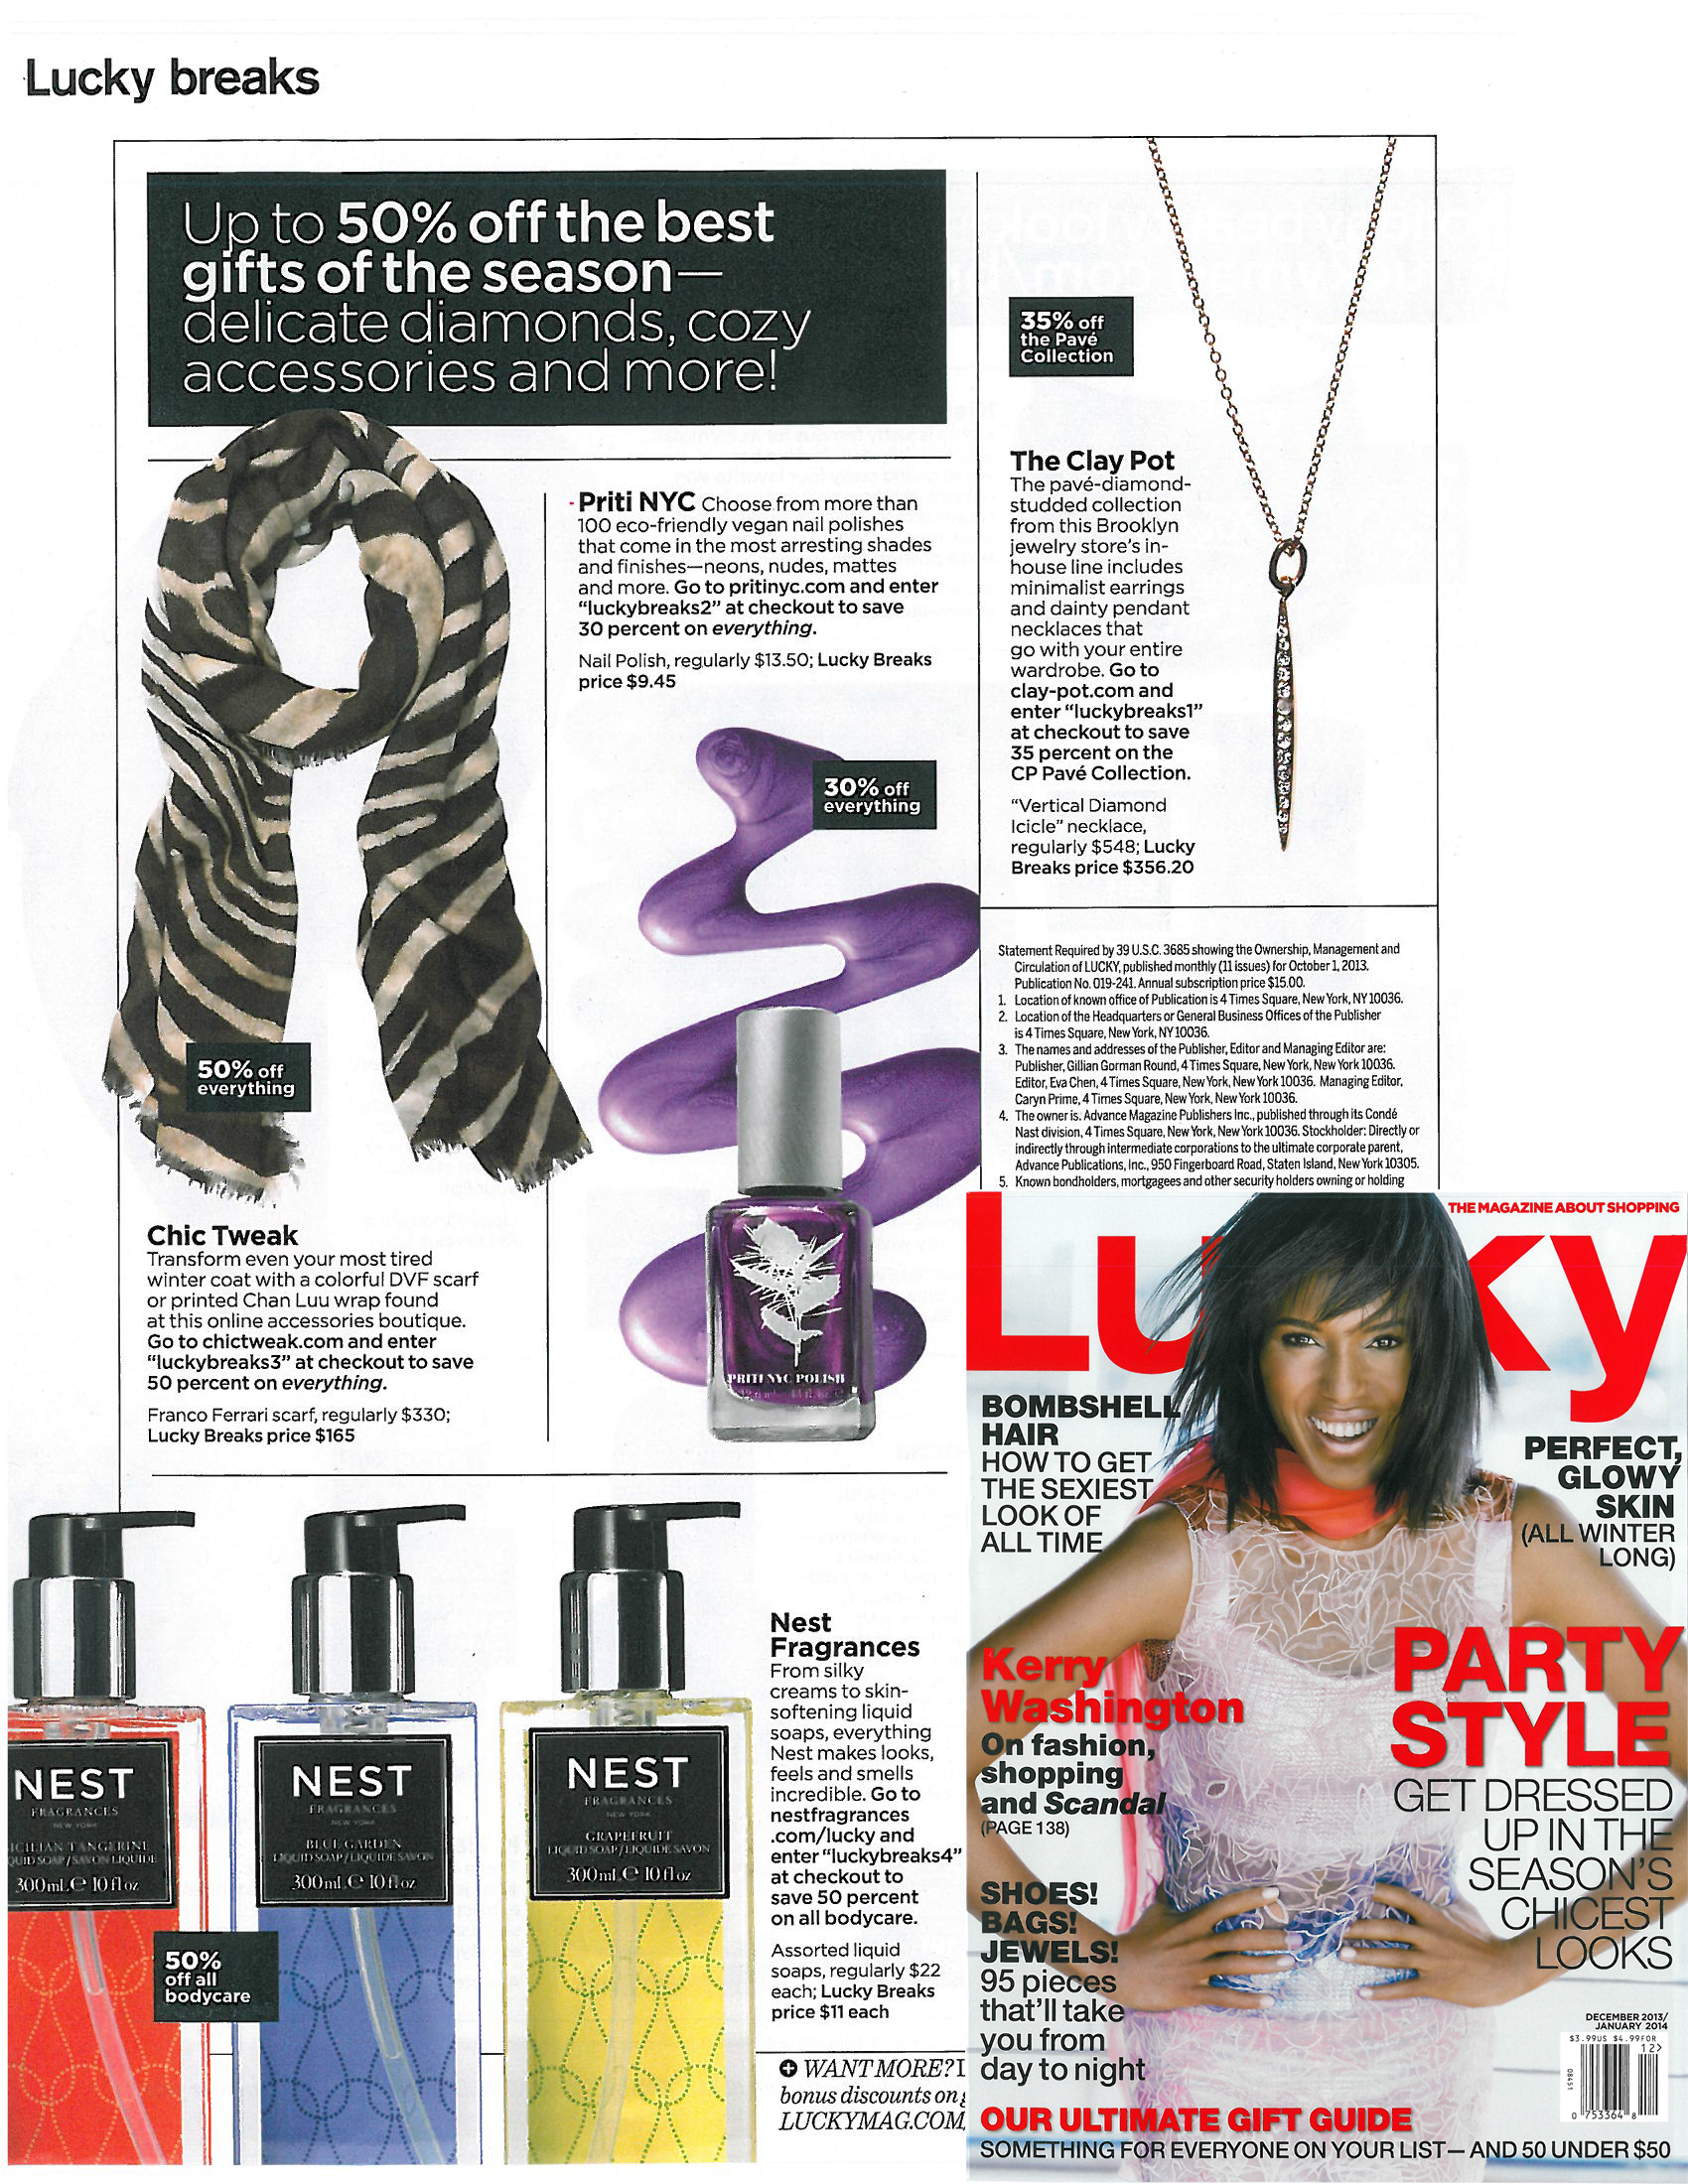 Lucky breaks
Up to 50% off the best
gifts of the season—
delicate diamonds, cozy
accessories and more!
35% off
the Pavé
Collection
The Clay Pot
The pavé-diamond-
studded collection
from this Brooklyn
jewelry store's in-
house line includes
minimalist earrings
and dainty pendant
necklaces that
go with your entire
wardrobe. Go to
clay-pot.com and
enter “luckybreaks1”
at checkout to save
35 percent on the
CP Pavé Collection.
“Vertical Diamond
Icicle” necklace,
regularly $548; Lucky
Breaks price $356.20
Priti NYC Choose from more than
100 eco-friendly vegan nail polishes
that come in the most arresting shades
and finishes—neons, nudes, mattes
and more. Go to pritinyc.com and enter
“luckybreaks2” at checkout to save
30 percent on everything.
Nail Polish, regularly $13.50; Lucky Breaks
price $9.45
30% off
everything
PRITI NYC POLISH
50% off
everything
Chic Tweak
Transform even your most tired
winter coat with a colorful DVF scarf
or printed Chan Luu wrap found
at this online accessories boutique.
Go to chictweak.com and enter
“luckybreaks3” at checkout to save
50 percent on everything.
Franco Ferrari scarf, regularly $330;
Lucky Breaks price $165
Statement Required by 39 U.S.C. 3685 showing the Ownership, Management and
Circulation of LUCKY, published monthly (11 issues) for October 1, 2013.
Publication No. 019-241. Annual subscription price $15.00.
1. Location of known office of Publication is 4 Times Square, New York, NY 10036.
2. Location of the Headquarters or General Business Offices of the Publisher
is 4 Times Square, New York, NY 10036.
3. The names and addresses of the Publisher, Editor and Managing Editor are:
Publisher, Gillian Gorman Round, 4 Times Square, New York, New York 10036.
Editor, Eva Chen, 4 Times Square, New York, New York 10036. Managing Editor,
Caryn Prime, 4 Times Square, New York, New York 10036.
4. The owner is: Advance Magazine Publishers Inc., published through its Condé
Nast division, 4 Times Square, New York, New York 10036. Stockholder: Directly or
indirectly through intermediate corporations to the ultimate corporate parent,
Advance Publications, Inc., 950 Fingerboard Road, Staten Island, New York 10305.
5. Known bondholders, mortgagees and other security holders owning or holding
NEST
FRAGRANCES
NEW YORK
ICILIAN TANGERINE
QUID SOAP / SAVON LIQUIDE
300 mL e 10 fl oz
NEST
FRAGRANCES
NEW YORK
BLUE GARDEN
LIQUID SOAP / LIQUIDE SAVON
300 mL e 10 fl oz
NEST
FRAGRANCES
NEW YORK
GRAPEFRUIT
LIQUID SOAP / LIQUIDE SAVON
300 mL e 10 fl oz
50%
off all
bodycare
Nest
Fragrances
From silky
creams to skin-
softening liquid
soaps, everything
Nest makes looks,
feels and smells
incredible. Go to
nestfragrances
.com/lucky and
enter “luckybreaks4”
at checkout to
save 50 percent
on all bodycare.
Assorted liquid
soaps, regularly $22
each; Lucky Breaks
price $11 each
WANT MORE?
bonus discounts on
LUCKYMAG.COM
THE MAGAZINE ABOUT SHOPPING
Lucky
BOMBSHELL
HAIR
HOW TO GET
THE SEXIEST
LOOK OF
ALL TIME
PERFECT,
GLOWY
SKIN
(ALL WINTER
LONG)
Kerry
Washington
On fashion,
shopping
and Scandal
(PAGE 138)
PARTY
STYLE
GET DRESSED
UP IN THE
SEASON'S
CHICEST
LOOKS
SHOES!
BAGS!
JEWELS!
95 pieces
that'll take
you from
day to night
DECEMBER 2013/
JANUARY 2014
$3.99US $4.99FOR
12>
08451
0 753364 8
OUR ULTIMATE GIFT GUIDE
SOMETHING FOR EVERYONE ON YOUR LIST—AND 50 UNDER $50